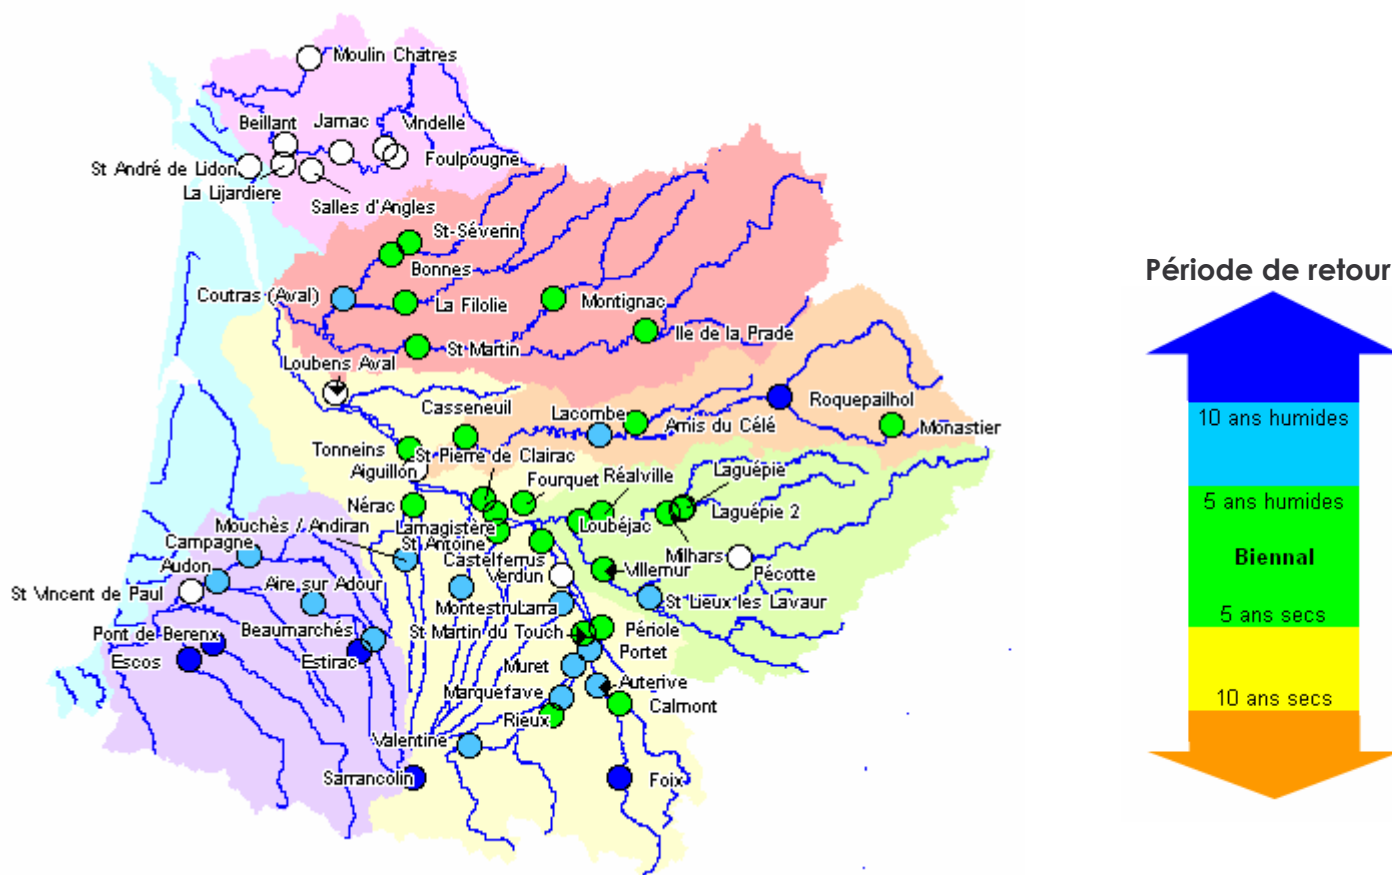 Moulin Châtres
Beillant
Jarnac
Vindelle
Foulpougne
St André de Lidon
La Lijardiere
Salles d'Angles
St-Séverin
Bonnes
Période de retour
Coutras (Aval)
La Filolie
Montignac
Ile de la Prade
St Martin
Loubens Aval
Casseneuil
Lacombe
Amis du Célé
Roquepailhol
Monastier
10 ans humides
Tonneins
St Pierre de Clairac
Aiguillon
Fourquet
Réalville
Laguépie
5 ans humides
Nérac
Lamagistère
Loubéjac
Laguépie 2
Mouchès / Andiran
St Antoine
Milhars
Biennal
Campagne
Castelferrus
Audon
Verdun
Villemur
Pécotte
St Vincent de Paul
Aire sur Adour
Montestruc
Larra
St Lieux les Lavaur
5 ans secs
Pont de Berenx
Beaumarchés
St Martin du Touch
Périole
Escos
Estirac
Portet
Muret
Marquefave
Auterive
Calmont
10 ans secs
Rieux
Valentine
Sarrancolin
Foix